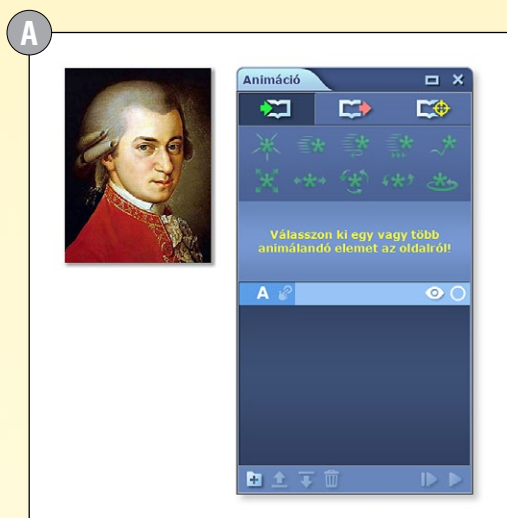 A
Animáció
Válasszon ki egy vagy több
animálandó elemet az oldalról!
A